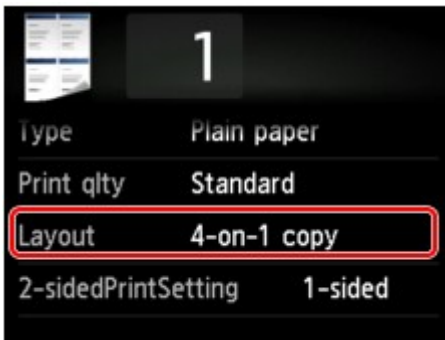 1
Type Plain paper
Print qlty Standard
Layout 4-on-1 copy
2-sidedPrintSetting 1-sided